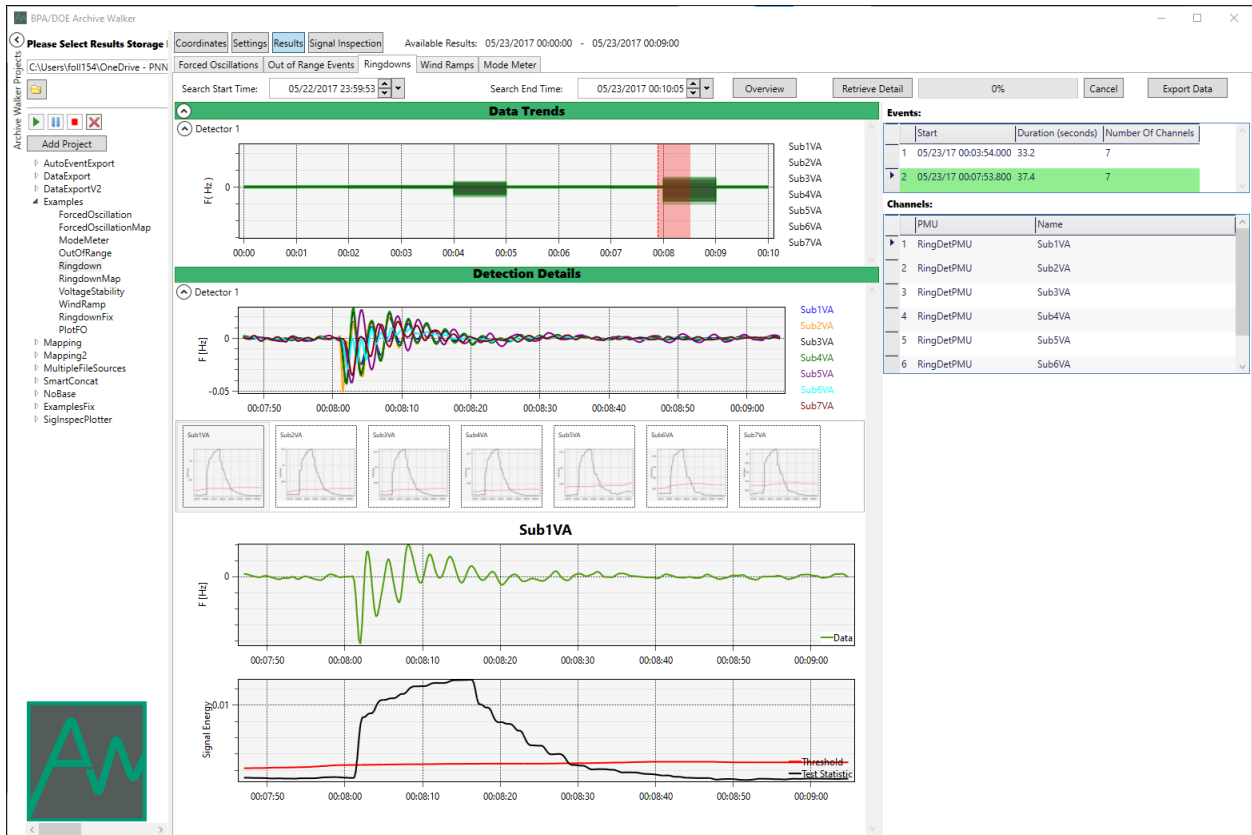 BPA/DOE Archive Walker
Please Select Results Storage
C:\Users\foll154\OneDrive - PNN
Archive Walker Projects
Add Project
AutoEventExport
DataExport
DataExportV2
Examples
ForcedOscillation
ForcedOscillationMap
ModeMeter
OutOfRange
Ringdown
RingdownMap
VoltageStability
WindRamp
RingdownFix
PlotFO
Mapping
Mapping2
MultipleFileSources
SmartConcat
NoBase
ExamplesFix
SigInspecPlotter
Coordinates Settings Results Signal Inspection Available Results: 05/23/2017 00:00:00 - 05/23/2017 00:09:00
Forced Oscillations Out of Range Events Ringdowns Wind Ramps Mode Meter
Search Start Time: 05/22/2017 23:59:53 Search End Time: 05/23/2017 00:10:05 Overview Retrieve Detail 0% Cancel Export Data
Data Trends
Detector 1
F( Hz)
0
00:00 00:01 00:02 00:03 00:04 00:05 00:06 00:07 00:08 00:09 00:10
Sub1VA
Sub2VA
Sub3VA
Sub4VA
Sub5VA
Sub6VA
Sub7VA
Detection Details
Detector 1
F [Hz]
0
-0.05
00:07:50 00:08:00 00:08:10 00:08:20 00:08:30 00:08:40 00:08:50 00:09:00
Sub1VA
Sub2VA
Sub3VA
Sub4VA
Sub5VA
Sub6VA
Sub7VA
Sub1VA Sub2VA Sub3VA Sub4VA Sub5VA Sub6VA Sub7VA
Sub1VA
F [Hz]
0
Data
00:07:50 00:08:00 00:08:10 00:08:20 00:08:30 00:08:40 00:08:50 00:09:00
Signal Energy
0.01
Threshold
Test Statistic
00:07:50 00:08:00 00:08:10 00:08:20 00:08:30 00:08:40 00:08:50 00:09:00
Events:
Start Duration (seconds) Number Of Channels
1 05/23/17 00:03:54.000 33.2 7
2 05/23/17 00:07:53.800 37.4 7
Channels:
PMU Name
1 RingDetPMU Sub1VA
2 RingDetPMU Sub2VA
3 RingDetPMU Sub3VA
4 RingDetPMU Sub4VA
5 RingDetPMU Sub5VA
6 RingDetPMU Sub6VA